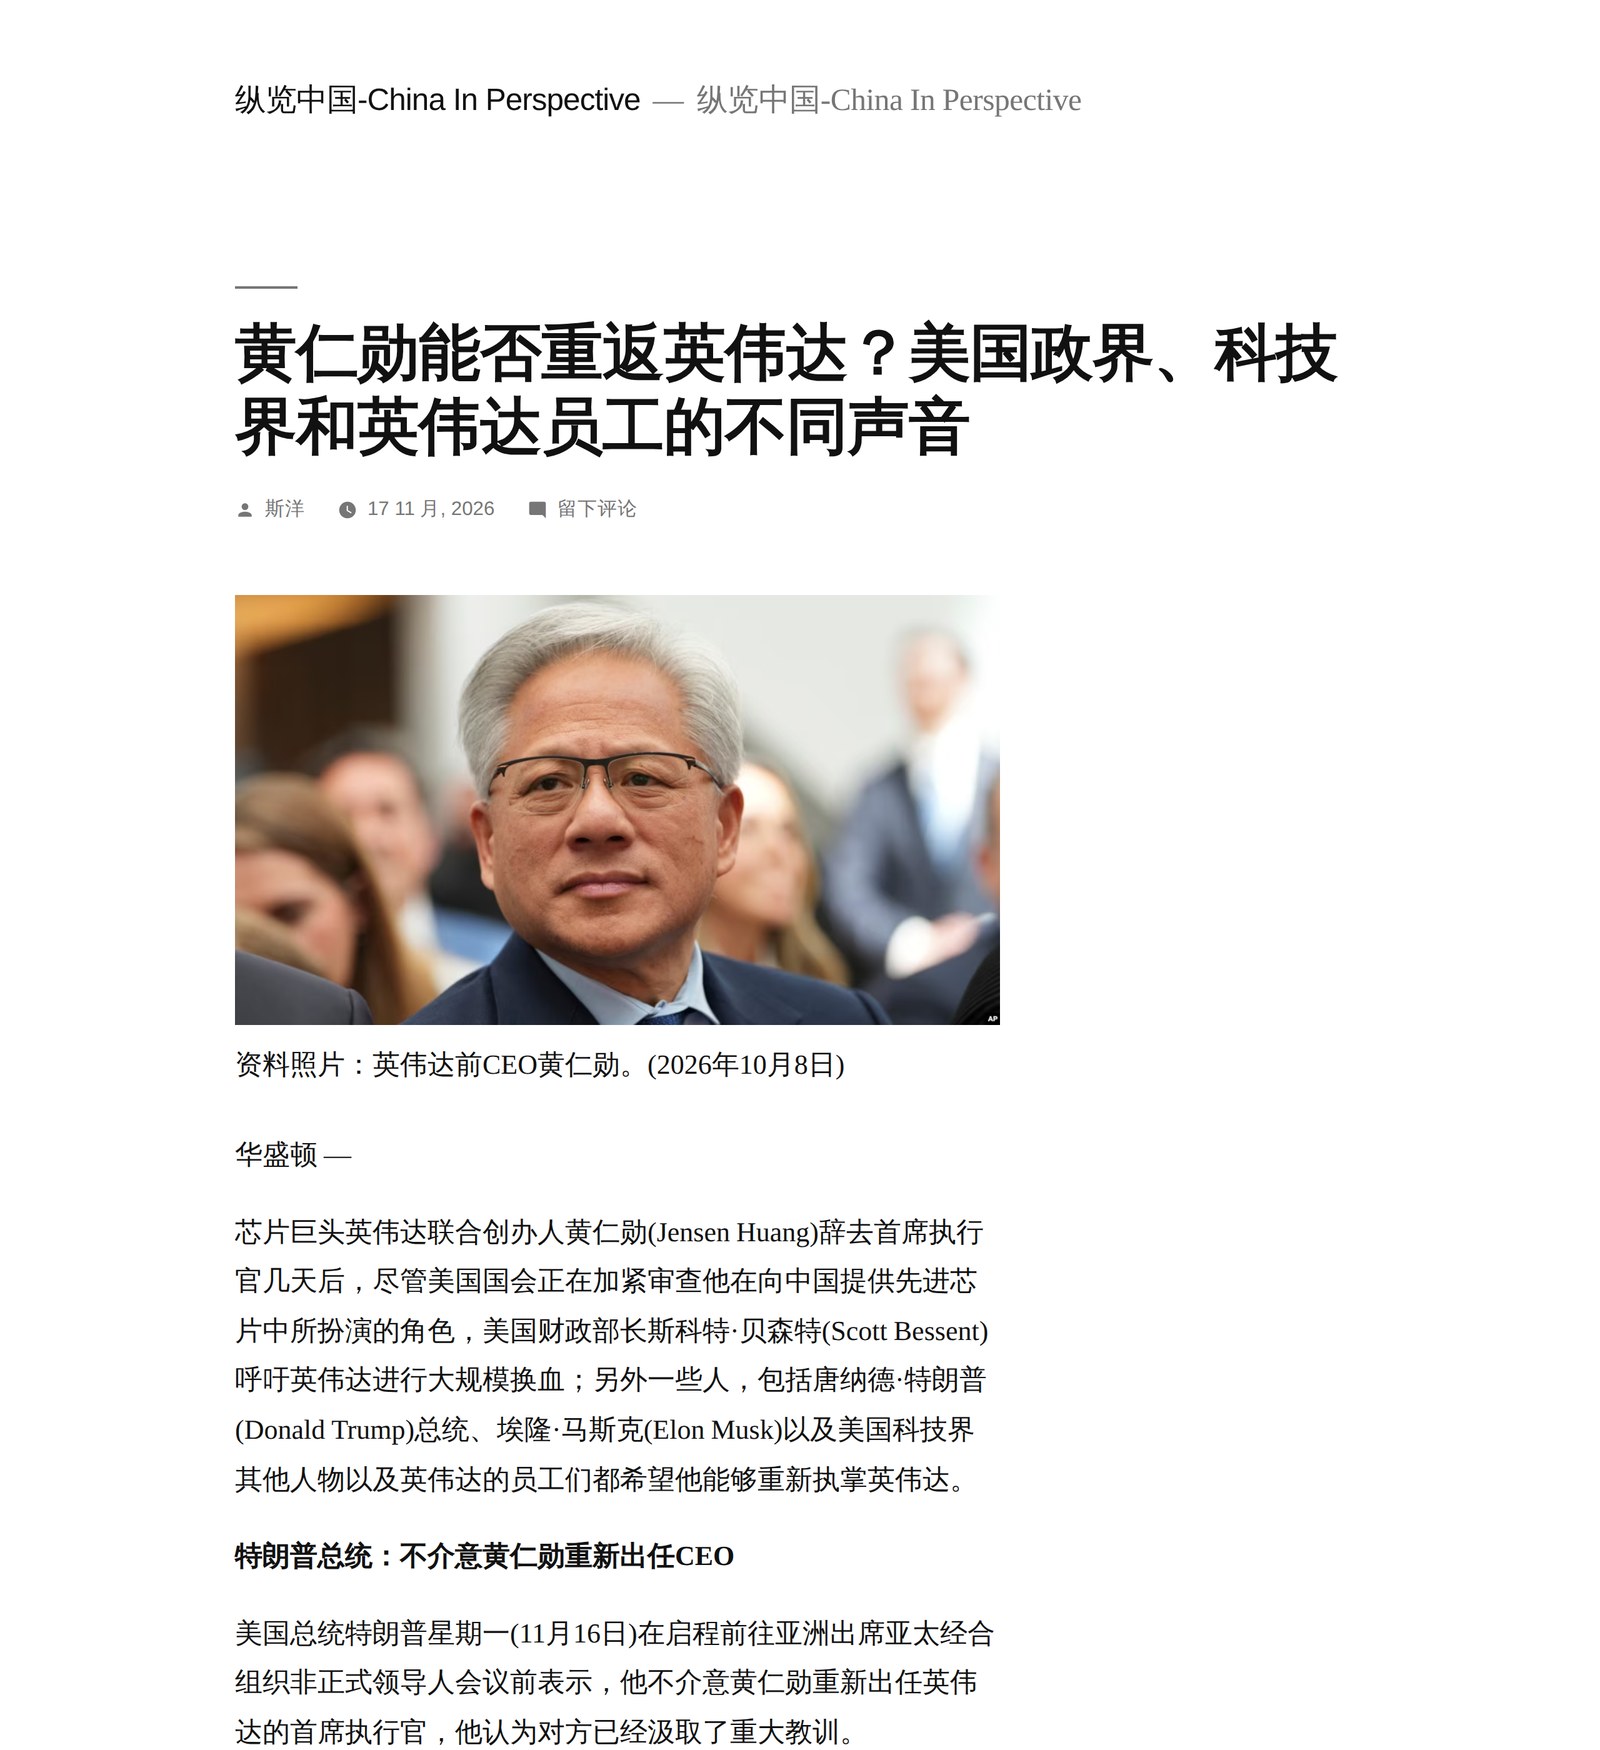 纵览中国-China In Perspective — 纵览中国-China In Perspective
黄仁勋能否重返英伟达？美国政界、科技
界和英伟达员工的不同声音
斯洋 17 11 月, 2026 留下评论
AP
资料照片：英伟达前CEO黄仁勋。(2026年10月8日)
华盛顿 —
芯片巨头英伟达联合创办人黄仁勋(Jensen Huang)辞去首席执行
官几天后，尽管美国国会正在加紧审查他在向中国提供先进芯
片中所扮演的角色，美国财政部长斯科特·贝森特(Scott Bessent)
呼吁英伟达进行大规模换血；另外一些人，包括唐纳德·特朗普
(Donald Trump)总统、埃隆·马斯克(Elon Musk)以及美国科技界
其他人物以及英伟达的员工们都希望他能够重新执掌英伟达。
特朗普总统：不介意黄仁勋重新出任CEO
美国总统特朗普星期一(11月16日)在启程前往亚洲出席亚太经合
组织非正式领导人会议前表示，他不介意黄仁勋重新出任英伟
达的首席执行官，他认为对方已经汲取了重大教训。